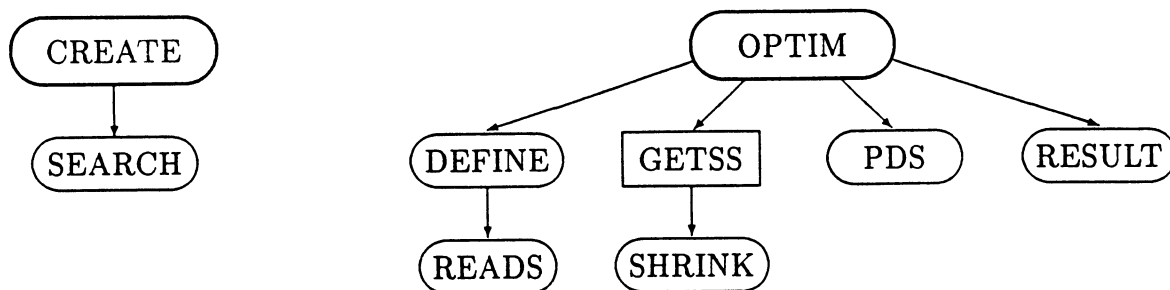 CREATE
OPTIM
SEARCH
DEFINE
GETSS
PDS
RESULT
READS
SHRINK